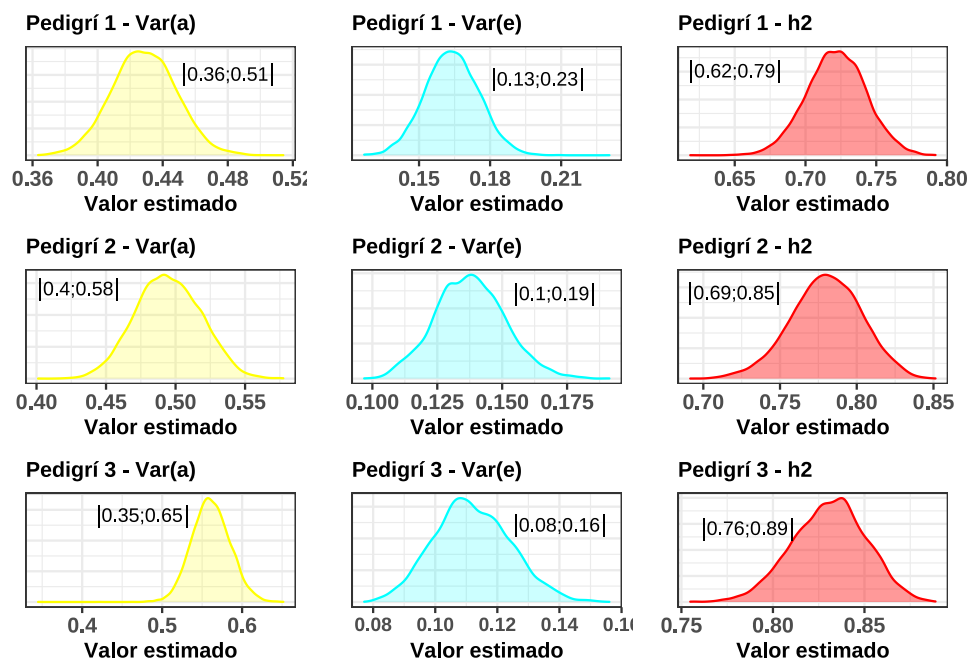 Pedigrí 1 - Var(a)
|0.36;0.51|
0.36 0.40 0.44 0.48 0.52
Valor estimado
Pedigrí 1 - Var(e)
|0.13;0.23|
0.15 0.18 0.21
Valor estimado
Pedigrí 1 - h2
|0.62;0.79|
0.65 0.70 0.75 0.80
Valor estimado
Pedigrí 2 - Var(a)
|0.4;0.58|
0.40 0.45 0.50 0.55
Valor estimado
Pedigrí 2 - Var(e)
|0.1;0.19|
0.100 0.125 0.150 0.175
Valor estimado
Pedigrí 2 - h2
|0.69;0.85|
0.70 0.75 0.80 0.85
Valor estimado
Pedigrí 3 - Var(a)
|0.35;0.65|
0.4 0.5 0.6
Valor estimado
Pedigrí 3 - Var(e)
|0.08;0.16|
0.08 0.10 0.12 0.14
Valor estimado
Pedigrí 3 - h2
|0.76;0.89|
0.75 0.80 0.85
Valor estimado